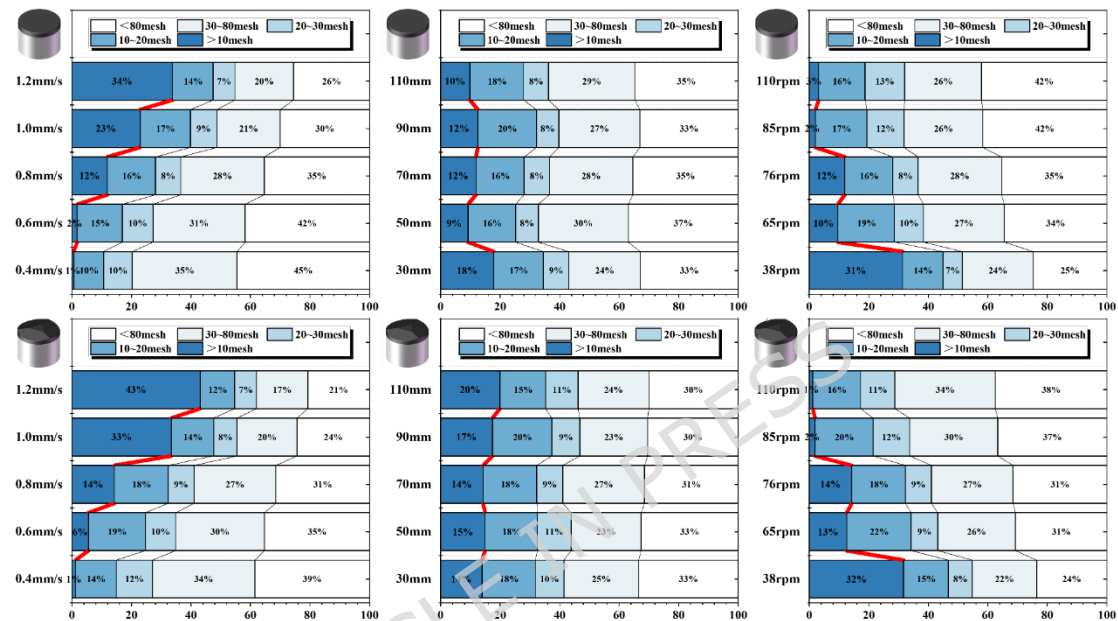 <80mesh 30~80mesh 20~30mesh
10~20mesh >10mesh
1.2mm/s 34% 14% 7% 20% 26%
1.0mm/s 23% 17% 9% 21% 30%
0.8mm/s 12% 16% 8% 28% 35%
0.6mm/s 2% 15% 10% 31% 42%
0.4mm/s 1% 10% 10% 35% 45%
0 20 40 60 80 100
<80mesh 30~80mesh 20~30mesh
10~20mesh >10mesh
110mm 10% 18% 8% 29% 35%
90mm 12% 20% 8% 27% 33%
70mm 12% 16% 8% 28% 35%
50mm 9% 16% 8% 30% 37%
30mm 18% 17% 9% 24% 33%
0 20 40 60 80 100
<80mesh 30~80mesh 20~30mesh
10~20mesh >10mesh
110rpm 3% 16% 13% 26% 42%
85rpm 2% 17% 12% 26% 42%
76rpm 12% 16% 8% 28% 35%
65rpm 10% 19% 10% 27% 34%
38rpm 31% 14% 7% 24% 25%
0 20 40 60 80 100
<80mesh 30~80mesh 20~30mesh
10~20mesh >10mesh
1.2mm/s 43% 12% 7% 17% 21%
1.0mm/s 33% 14% 8% 20% 24%
0.8mm/s 14% 18% 9% 27% 31%
0.6mm/s 6% 19% 10% 30% 35%
0.4mm/s 1% 14% 12% 34% 39%
0 20 40 60 80 100
<80mesh 30~80mesh 20~30mesh
10~20mesh >10mesh
110mm 20% 15% 11% 24% 30%
90mm 17% 20% 9% 23% 30%
70mm 14% 18% 9% 27% 31%
50mm 15% 18% 11% 23% 33%
30mm 18% 10% 25% 33%
0 20 40 60 80 100
<80mesh 30~80mesh 20~30mesh
10~20mesh >10mesh
110rpm 1% 16% 11% 34% 38%
85rpm 2% 20% 12% 30% 37%
76rpm 14% 18% 9% 27% 31%
65rpm 13% 22% 9% 26% 31%
38rpm 32% 15% 8% 22% 24%
0 20 40 60 80 100
IN PRESS